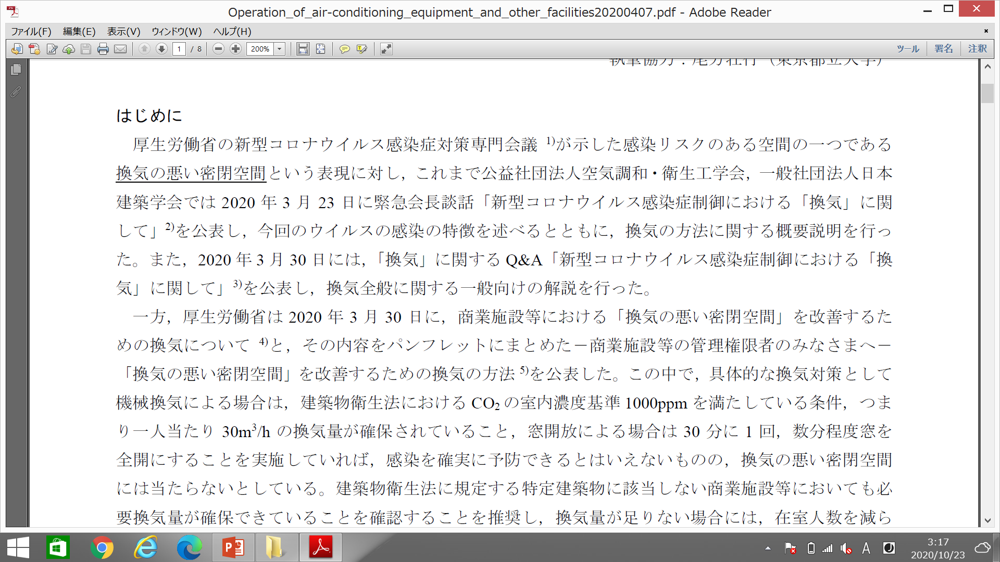 Operation_of_air-conditioning_equipment_and_other_facilities20200407.pdf - Adobe Reader
ファイル(F) 編集(E) 表示(V) ウィンドウ(W) ヘルプ(H)
1 / 8 200% ツール 署名 注釈
執筆協力：尾方壮行（東京都立大学）
はじめに
厚生労働省の新型コロナウイルス感染症対策専門会議 1)が示した感染リスクのある空間の一つである
換気の悪い密閉空間という表現に対し，これまで公益社団法人空気調和・衛生工学会，一般社団法人日本
建築学会では 2020 年 3 月 23 日に緊急会長談話「新型コロナウイルス感染症制御における「換気」に関
して」2)を公表し，今回のウイルスの感染の特徴を述べるとともに，換気の方法に関する概要説明を行っ
た。また，2020 年 3 月 30 日には，「換気」に関する Q&A「新型コロナウイルス感染症制御における「換
気」に関して」3)を公表し，換気全般に関する一般向けの解説を行った。
一方，厚生労働省は 2020 年 3 月 30 日に，商業施設等における「換気の悪い密閉空間」を改善するた
めの換気について 4)と，その内容をパンフレットにまとめた－商業施設等の管理権限者のみなさまへ－
「換気の悪い密閉空間」を改善するための換気の方法 5)を公表した。この中で，具体的な換気対策として
機械換気による場合は，建築物衛生法における CO2 の室内濃度基準 1000ppm を満たしている条件，つま
り一人当たり 30m3/h の換気量が確保されていること，窓開放による場合は 30 分に 1 回，数分程度窓を
全開にすることを実施していれば，感染を確実に予防できるとはいえないものの，換気の悪い密閉空間
には当たらないとしている。建築物衛生法に規定する特定建築物に該当しない商業施設等においても必
要換気量が確保できていることを確認することを推奨し，換気量が足りない場合には，在室人数を減ら
A
3:17
2020/10/23